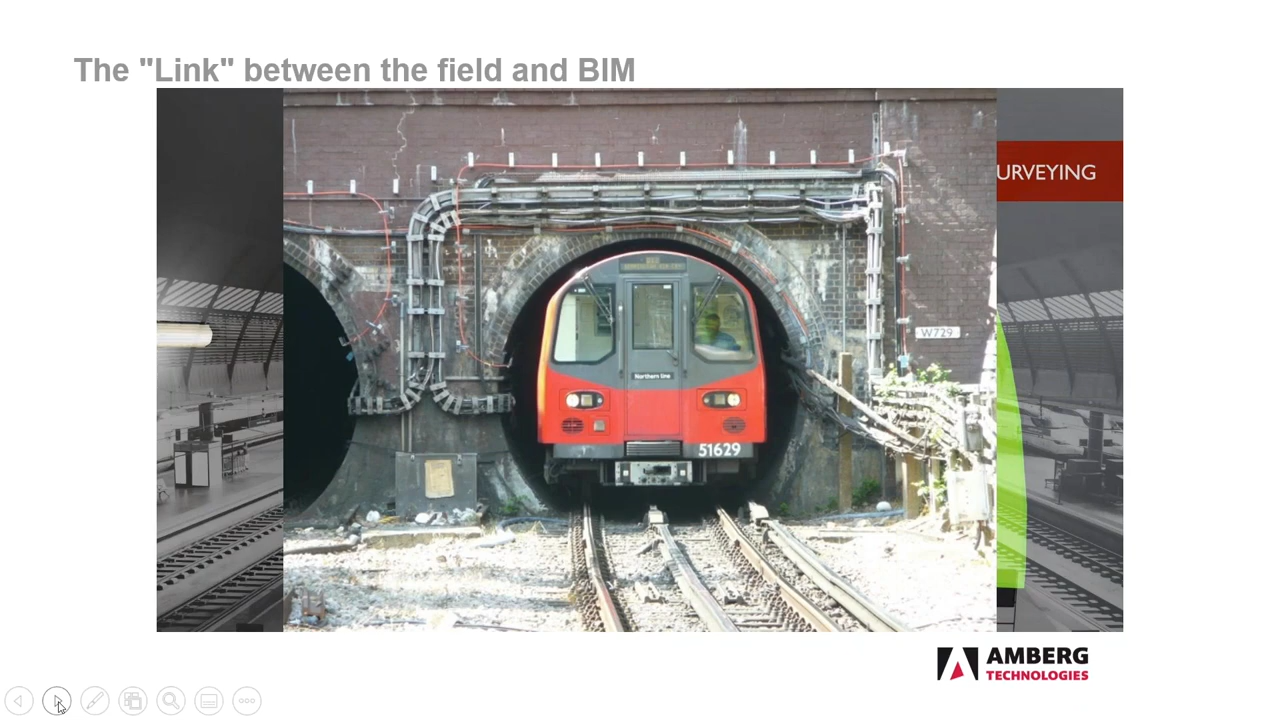 The "Link" between the field and BIM
URVEYING
W729
Northern line
51629
AMBERG
TECHNOLOGIES